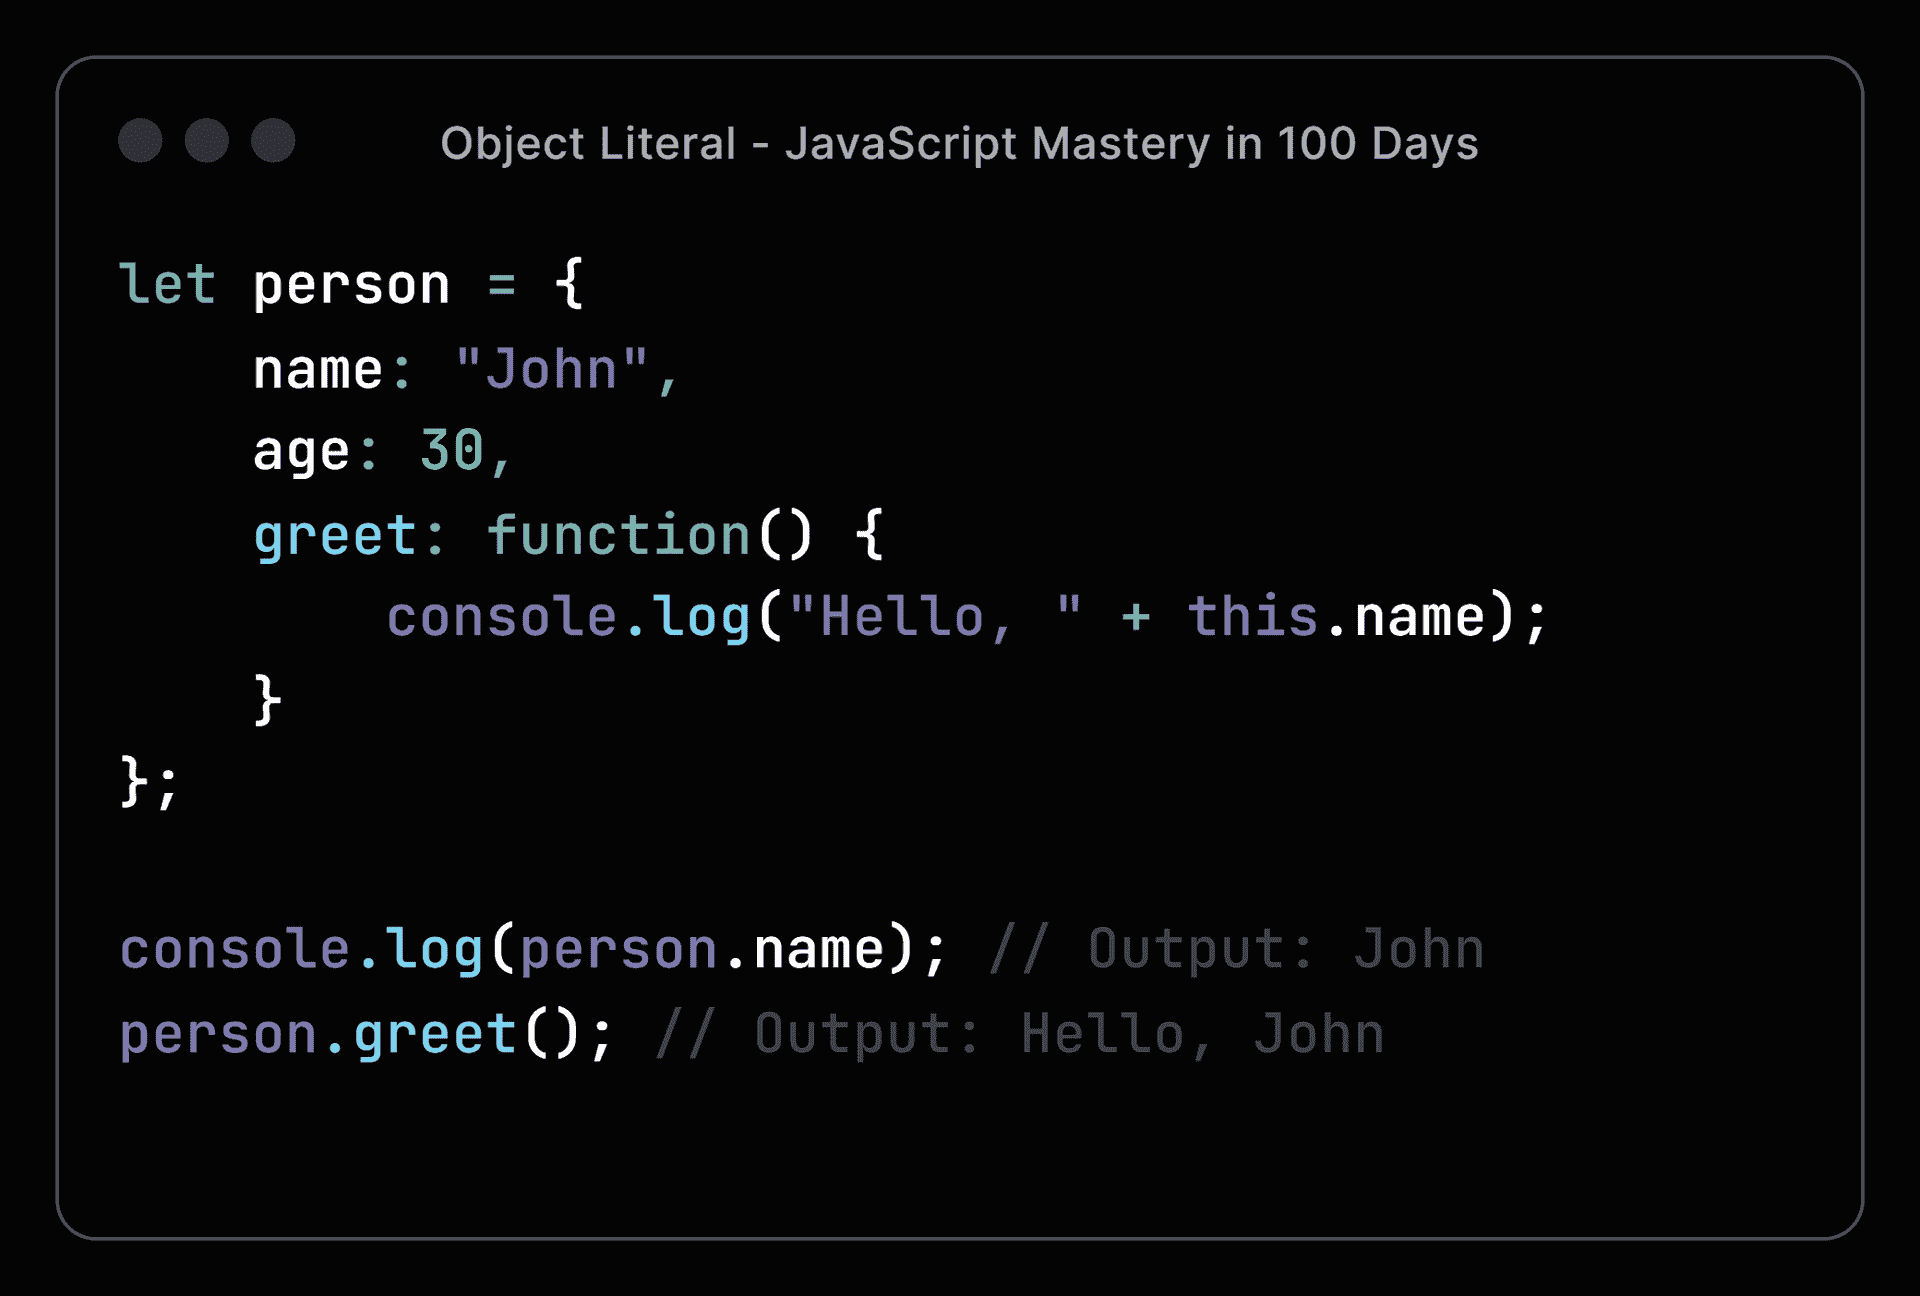 Object Literal - JavaScript Mastery in 100 Days
let person = {
    name: "John",
    age: 30,
    greet: function() {
        console.log("Hello, " + this.name);
    }
};
console.log(person.name); // Output: John
person.greet(); // Output: Hello, John